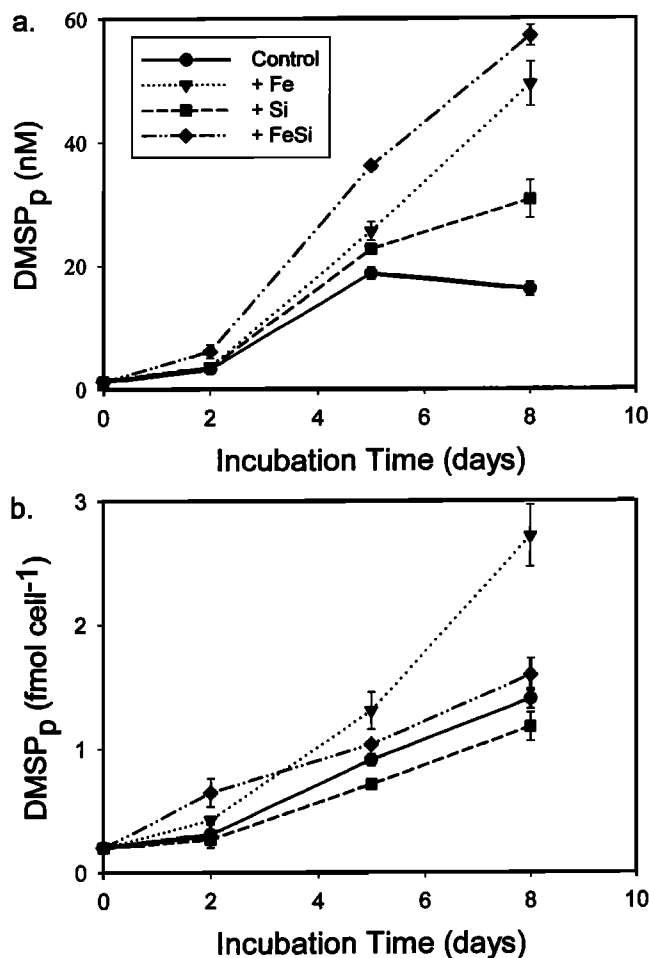 a.
60
40
20
0
DMSPp (nM)
Control
+ Fe
+ Si
+ FeSi
0 2 4 6 8 10
Incubation Time (days)
b.
3
2
1
0
DMSPp (fmol cell-1)
0 2 4 6 8 10
Incubation Time (days)